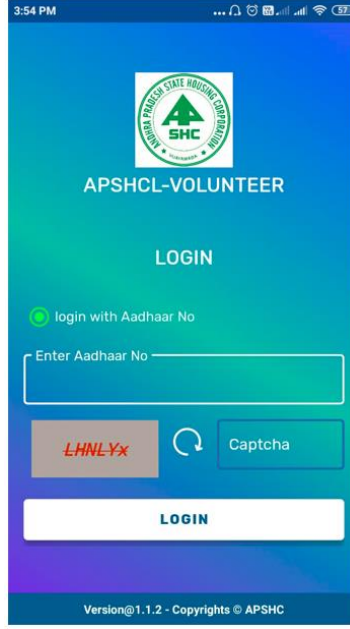 3:54 PM
57
ANDHRA PRADESH STATE HOUSING CORPORATION
SHC
APSHCL-VOLUNTEER
LOGIN
login with Aadhaar No
Enter Aadhaar No
LHNLYx
Captcha
LOGIN
Version@1.1.2 - Copyrights © APSHC